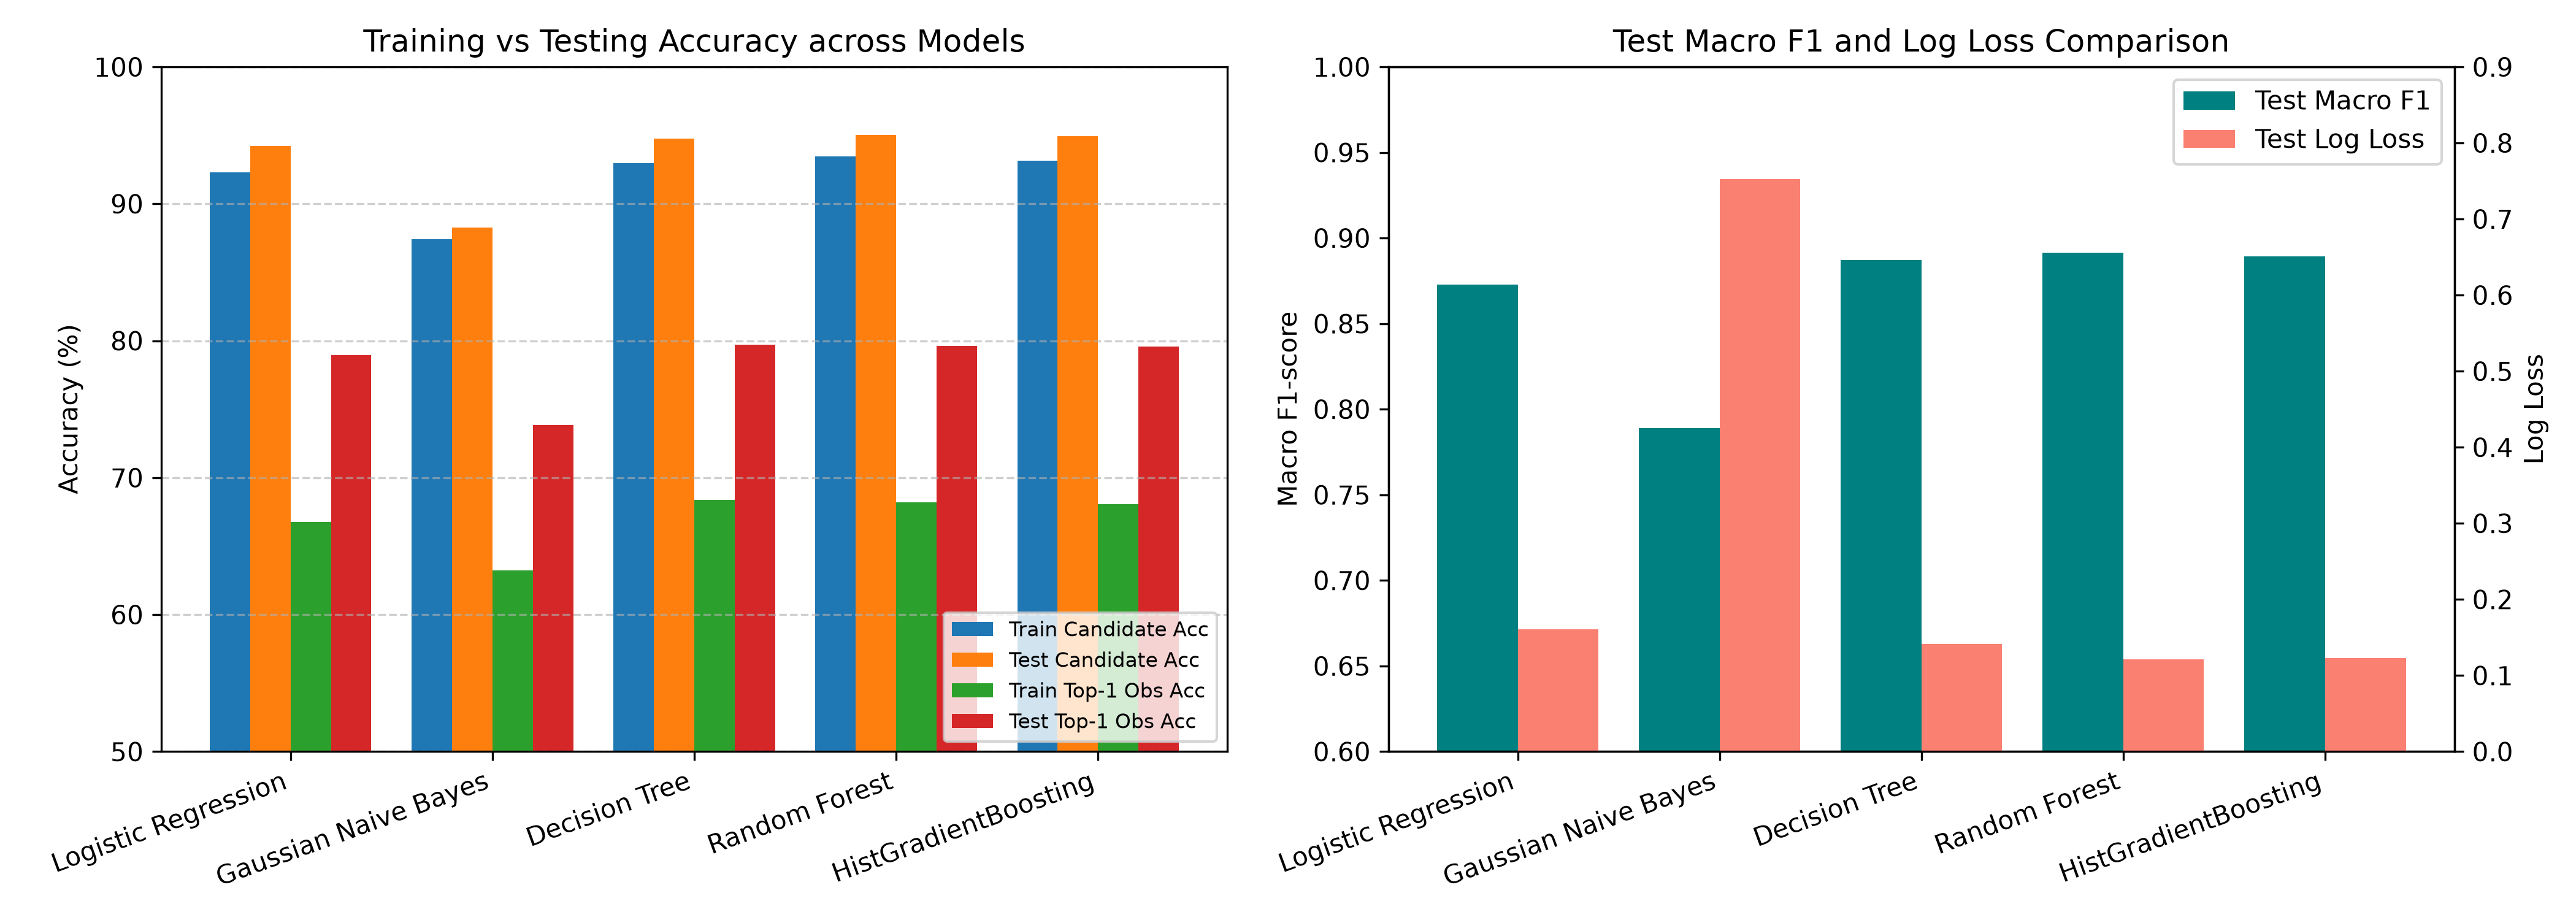 Training vs Testing Accuracy across Models
100
90
80
70
60
50
Accuracy (%)
Train Candidate Acc
Test Candidate Acc
Train Top-1 Obs Acc
Test Top-1 Obs Acc
Logistic Regression
Gaussian Naive Bayes
Decision Tree
Random Forest
HistGradientBoosting
Test Macro F1 and Log Loss Comparison
1.00
0.95
0.90
0.85
0.80
0.75
0.70
0.65
0.60
Macro F1-score
Test Macro F1
Test Log Loss
0.9
0.8
0.7
0.6
0.5
0.4
0.3
0.2
0.1
0.0
Log Loss
Logistic Regression
Gaussian Naive Bayes
Decision Tree
Random Forest
HistGradientBoosting